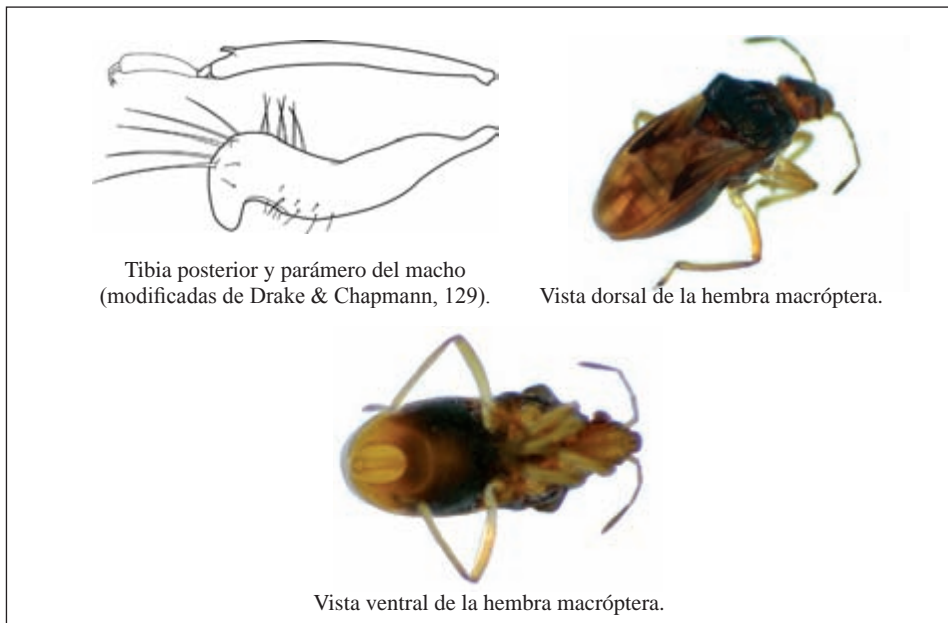 Tibia posterior y parámero del macho
(modificadas de Drake & Chapmann, 129).
Vista dorsal de la hembra macróptera.
Vista ventral de la hembra macróptera.